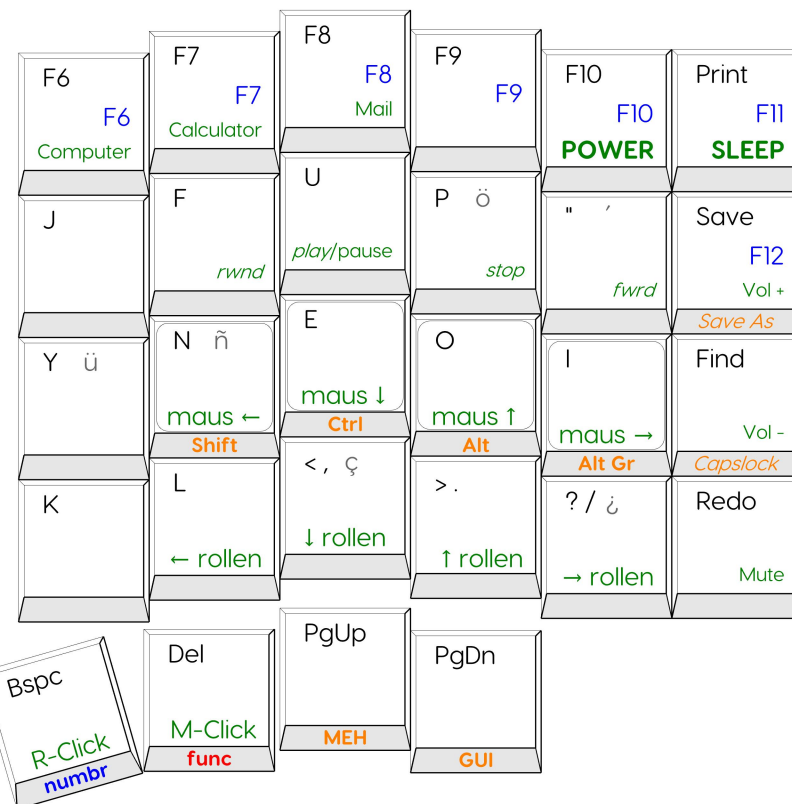 F6
F6
Computer
F7
F7
Calculator
F8
F8
Mail
F9
F9
F10
F10
POWER
Print
F11
SLEEP
J
F
rwnd
U
play/pause
P ö
stop
" ´
fwrd
Save
F12
Vol +
Save As
Y ü
N ñ
maus ←
Shift
E
maus ↓
Ctrl
O
maus ↑
Alt
I
maus →
Alt Gr
Find
Vol -
Capslock
K
L
← rollen
< , ç
↓ rollen
> .
↑ rollen
? / ¿
→ rollen
Redo
Mute
Bspc
R-Click
numbr
Del
M-Click
func
PgUp
MEH
PgDn
GUI